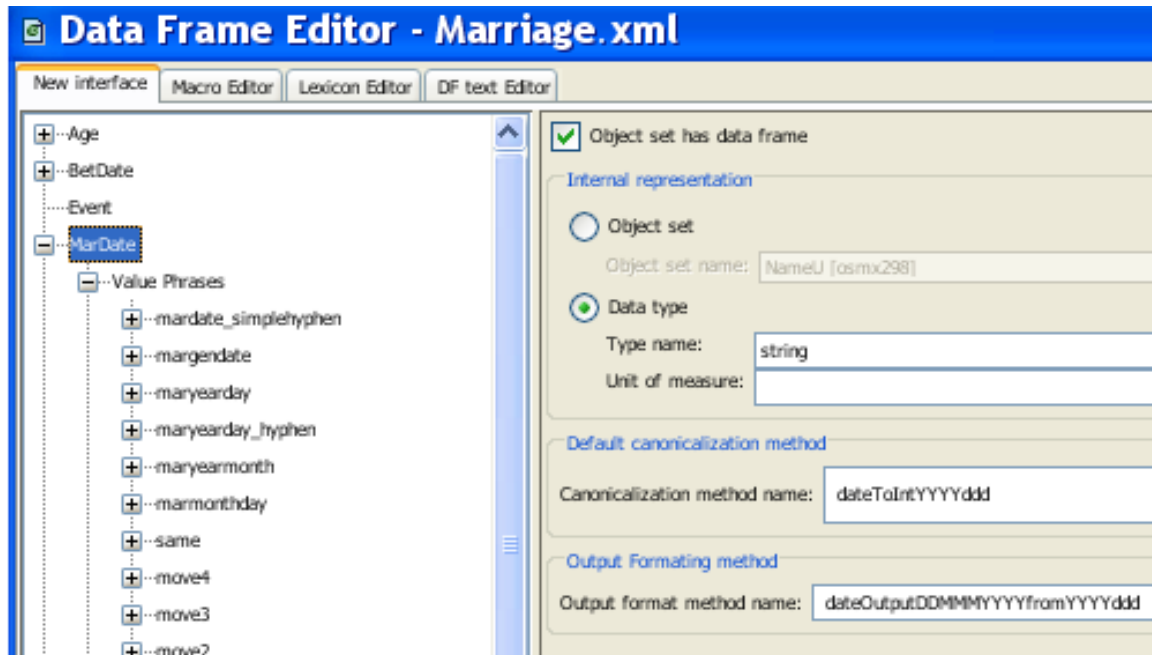 Data Frame Editor - Marriage.xml
New interface
Macro Editor
Lexicon Editor
DF text Editor
Age
BetDate
Event
MarDate
Value Phrases
mardate_simplehyphen
margendate
maryearday
maryearday_hyphen
maryearmonth
marmonthday
same
move4
move3
move2
Object set has data frame
Internal representation
Object set
Object set name: NameU [osmx298]
Data type
Type name: string
Unit of measure:
Default canonicalization method
Canonicalization method name: dateToIntYYYYddd
Output Formating method
Output format method name: dateOutputDDMMMYYYYfromYYYYddd